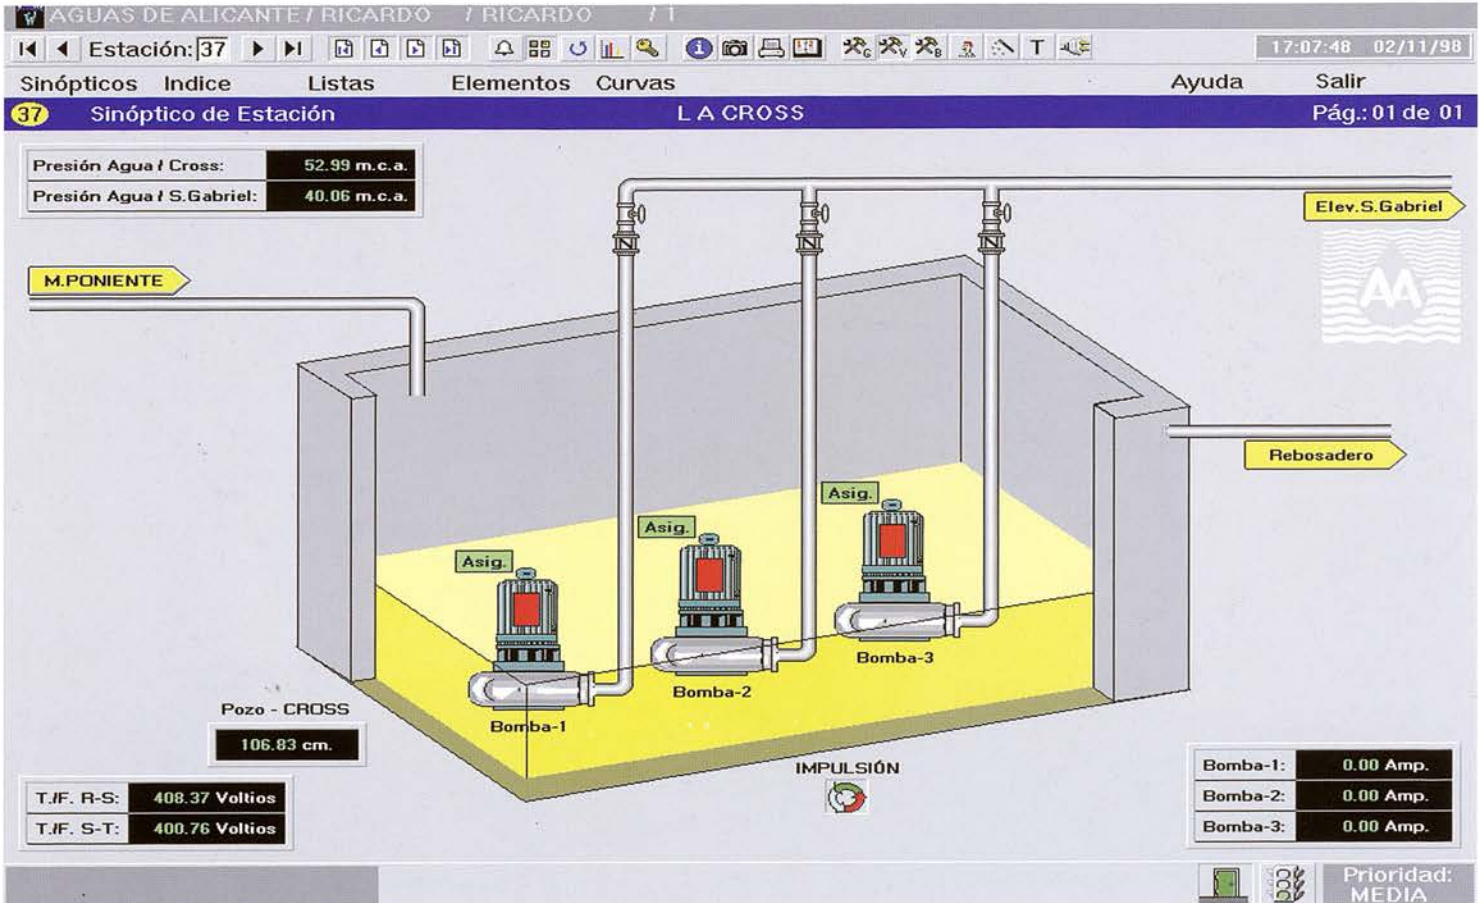 AGUAS DE ALICANTE / RICARDO / RICARDO / 1
Estación: 37
T
17:07:48 02/11/98
Sinópticos Indice Listas Elementos Curvas Ayuda Salir
37 Sinóptico de Estación L A CROSS Pág.: 01 de 01
Presión Agua / Cross: 52.99 m.c.a.
Presión Agua / S.Gabriel: 40.06 m.c.a.
Elev.S.Gabriel
M.PONIENTE
N N N
AA
Rebosadero
Asig.
Asig.
Asig.
Bomba-3
Bomba-2
Bomba-1
Pozo - CROSS
106.83 cm.
IMPULSIÓN
T./F. R-S: 408.37 Voltios
T./F. S-T: 400.76 Voltios
Bomba-1: 0.00 Amp.
Bomba-2: 0.00 Amp.
Bomba-3: 0.00 Amp.
Prioridad:
MEDIA